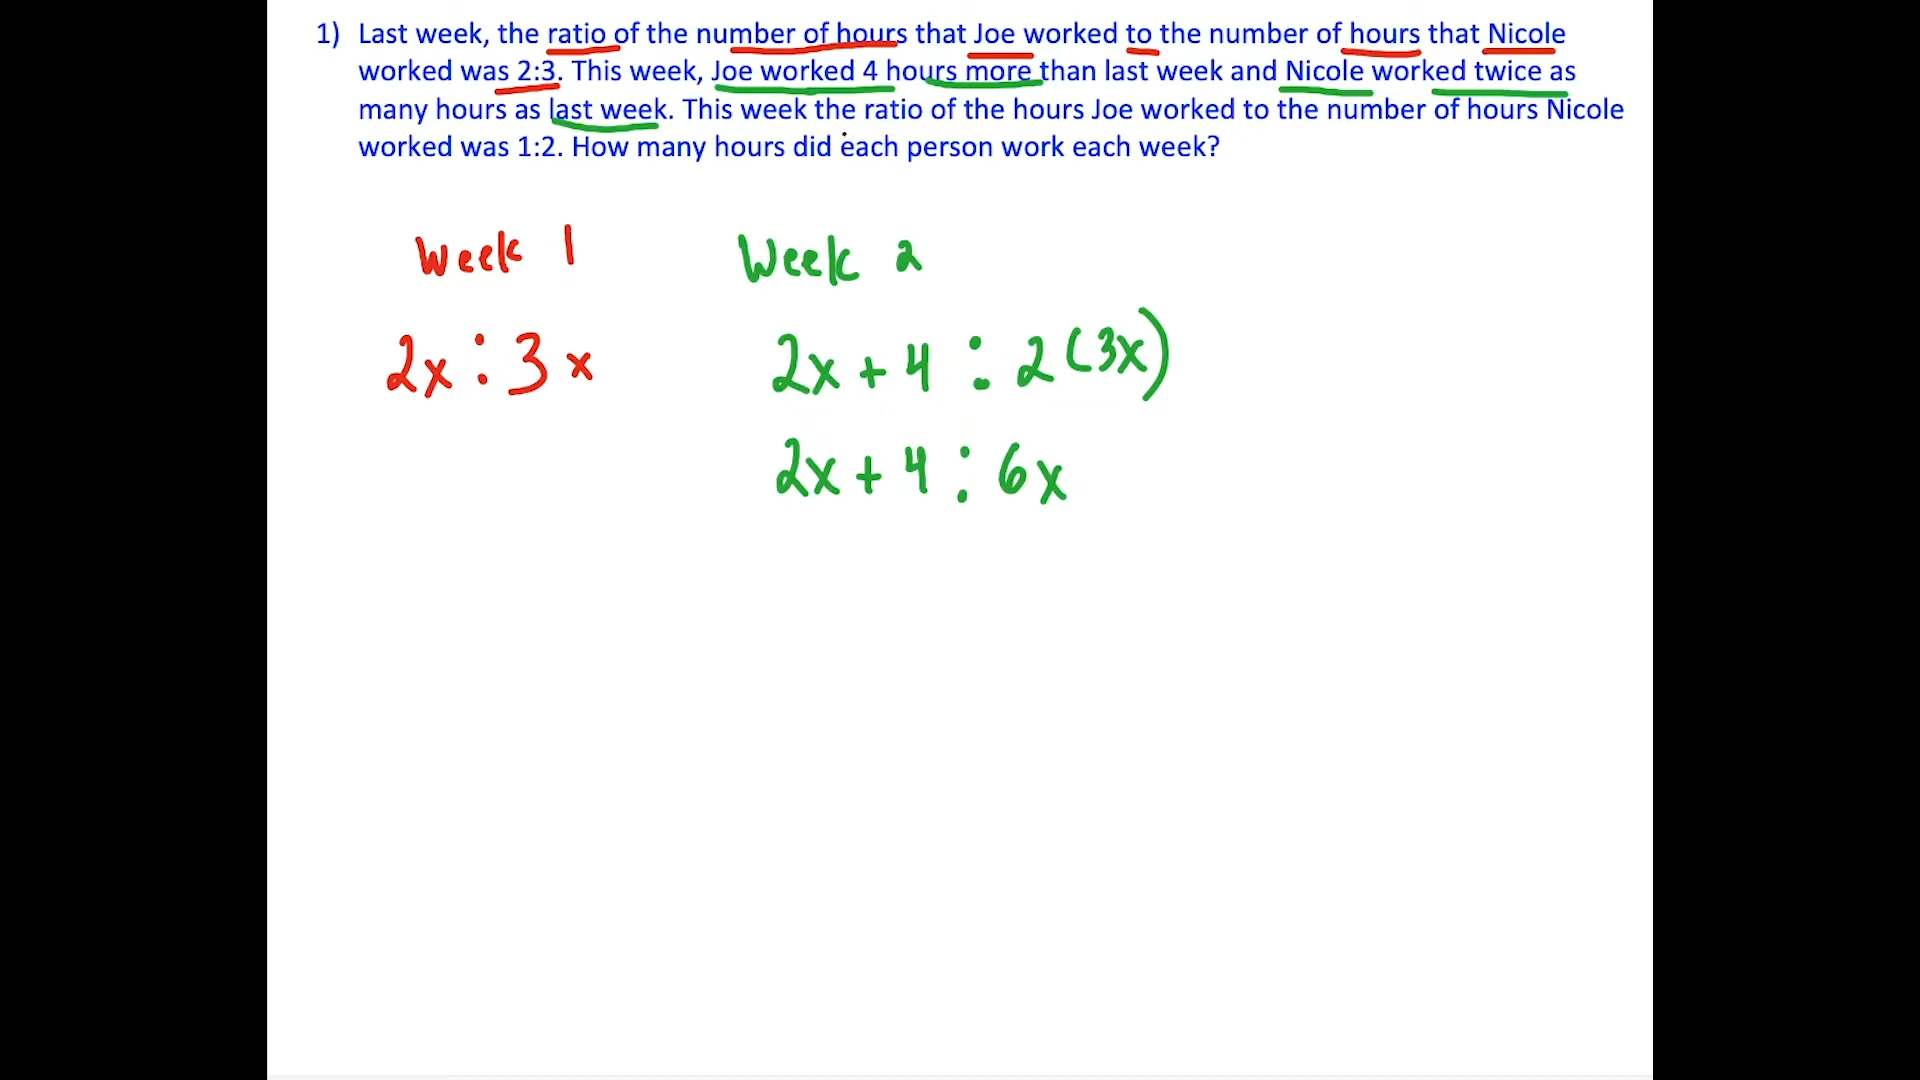 1) Last week, the ratio of the number of hours that Joe worked to the number of hours that Nicole
worked was 2:3. This week, Joe worked 4 hours more than last week and Nicole worked twice as
many hours as last week. This week the ratio of the hours Joe worked to the number of hours Nicole
worked was 1:2. How many hours did each person work each week?
Week 1 Week 2
2x : 3x 2x + 4 : 2(3x)
2x + 4 : 6x